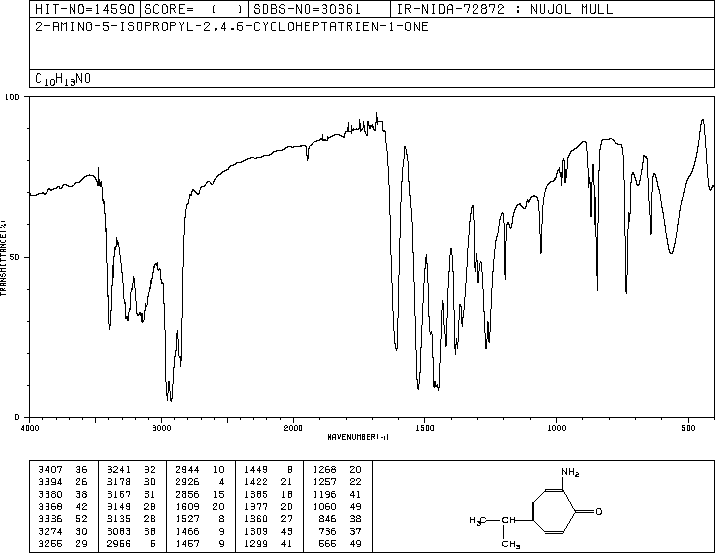 HIT-NO=14590 SCORE= ( ) SDBS-NO=30361 IR-NIDA-72872 : NUJOL MULL
2-AMINO-5-ISOPROPYL-2,4,6-CYCLOHEPTATRIEN-1-ONE
C10H13NO
100
50
0
TRANSMITTANCE(%)
4000 3000 2000 1500 1000 500
WAVENUMBER(-1)
3407 36 3241 32 2944 10 1449 8 1268 20
3394 26 3178 30 2926 4 1422 21 1257 22
3380 38 3167 31 2856 15 1385 18 1196 41
3368 42 3149 28 1609 20 1377 20 1060 49
3336 52 3135 28 1527 8 1360 27 846 38
3274 30 3083 38 1466 9 1309 43 736 37
3255 29 2956 5 1457 9 1299 41 565 49
NH2
O
H3C CH
CH3